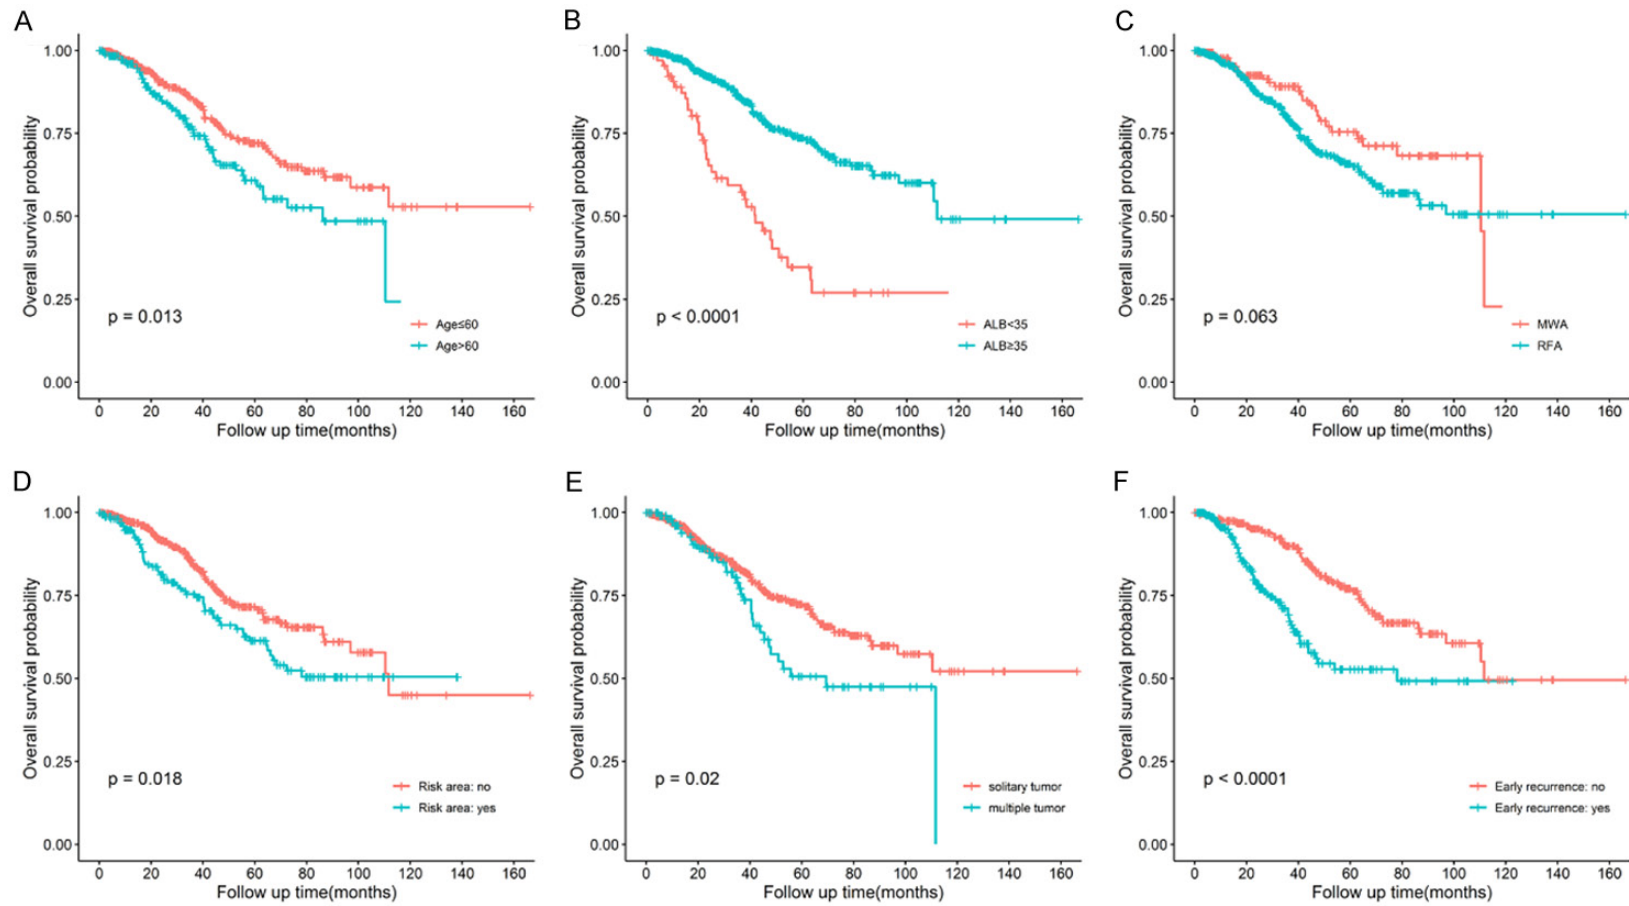 A
Overall survival probability
1.00
0.75
0.50
0.25
0.00
p = 0.013
Age≤60
Age>60
0 20 40 60 80 100 120 140 160
Follow up time(months)
B
Overall survival probability
1.00
0.75
0.50
0.25
0.00
p < 0.0001
ALB<35
ALB≥35
0 20 40 60 80 100 120 140 160
Follow up time(months)
C
Overall survival probability
1.00
0.75
0.50
0.25
0.00
p = 0.063
MWA
RFA
0 20 40 60 80 100 120 140 160
Follow up time(months)
D
Overall survival probability
1.00
0.75
0.50
0.25
0.00
p = 0.018
Risk area: no
Risk area: yes
0 20 40 60 80 100 120 140 160
Follow up time(months)
E
Overall survival probability
1.00
0.75
0.50
0.25
0.00
p = 0.02
solitary tumor
multiple tumor
0 20 40 60 80 100 120 140 160
Follow up time(months)
F
Overall survival probability
1.00
0.75
0.50
0.25
0.00
p < 0.0001
Early recurrence: no
Early recurrence: yes
0 20 40 60 80 100 120 140 160
Follow up time(months)